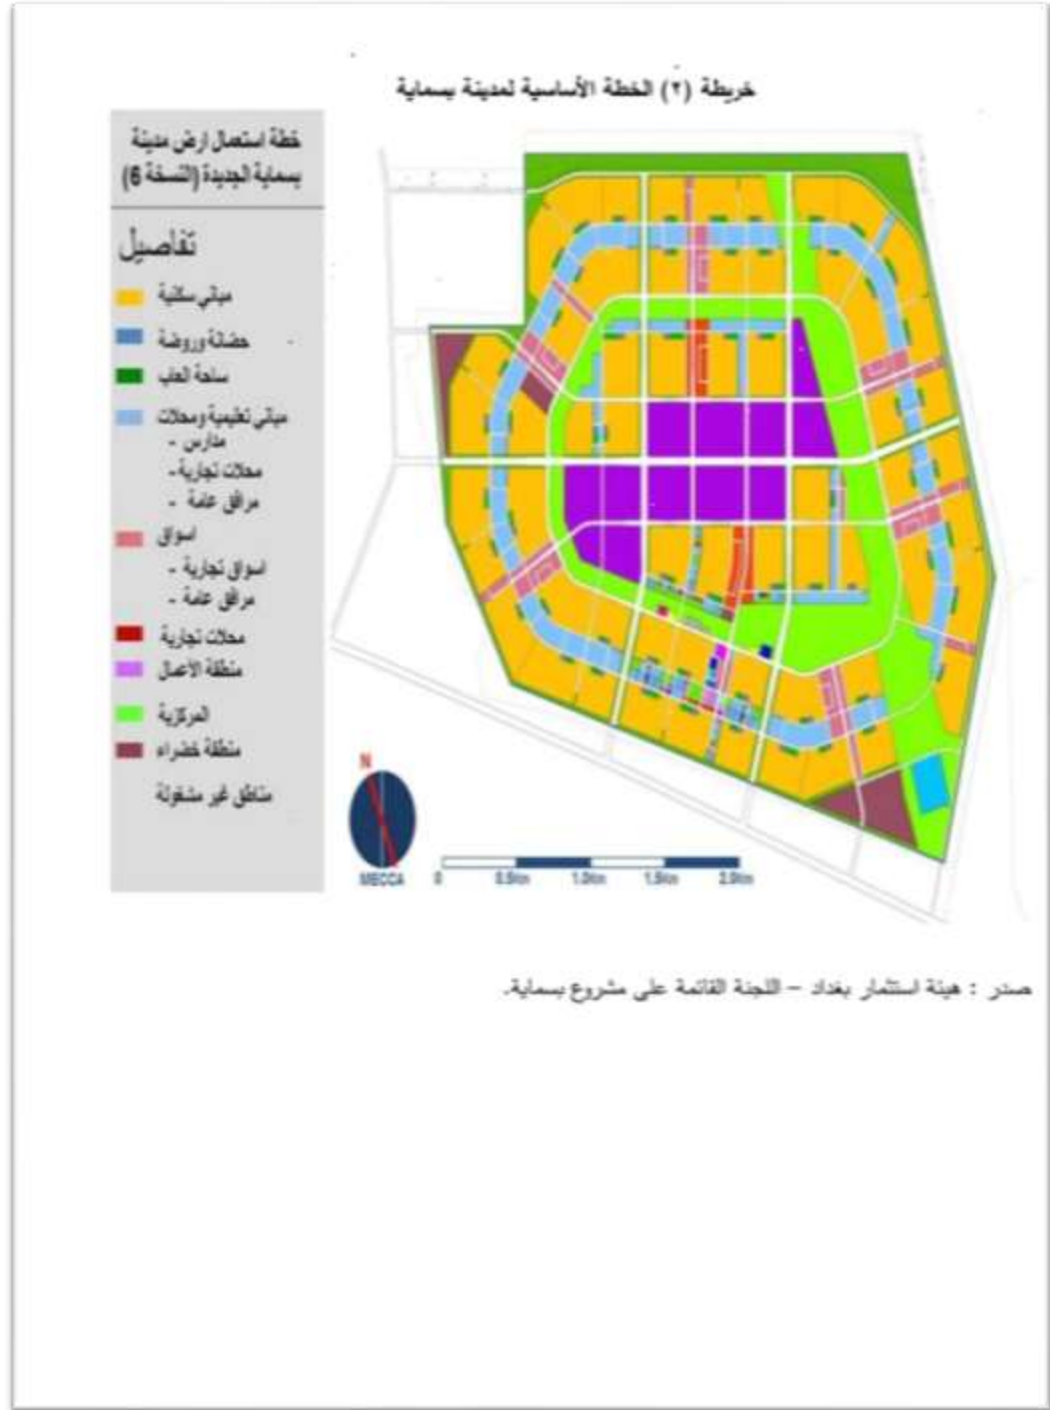 خريطة (٢) الخطة الأساسية لمدينة بسماية
خطة استعمال ارض مدينة
بسماية الجديدة (النسخة 6)
تفاصيل
مباني سكنية
حضانة وروضة
ساحة العاب
مباني تعليمية ومحلات
مدارس -
محلات تجارية -
مرافق عامة -
اسواق
اسواق تجارية -
مرافق عامة -
محلات تجارية
منطقة الأعمال
المركزية
منطقة خضراء
مناطق غير مشغولة
N
MECCA
0 0.5Km 1.0Km 1.5Km 2.0Km
صدر : هيئة استثمار بغداد – اللجنة القائمة على مشروع بسماية.